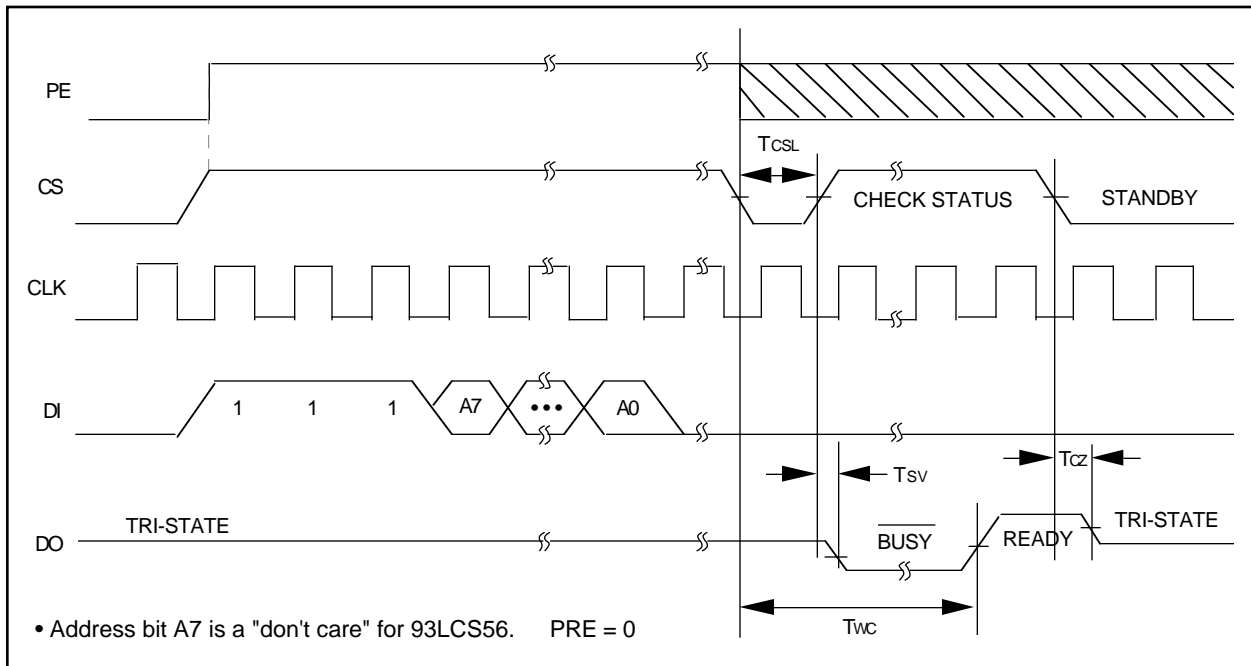 PE
TCSL
CS
CHECK STATUS
STANDBY
CLK
DI
1 1 1 A7 ••• A0
TSV
TCZ
DO
TRI-STATE
BUSY
READY
TRI-STATE
TWC
• Address bit A7 is a "don't care" for 93LCS56. PRE = 0